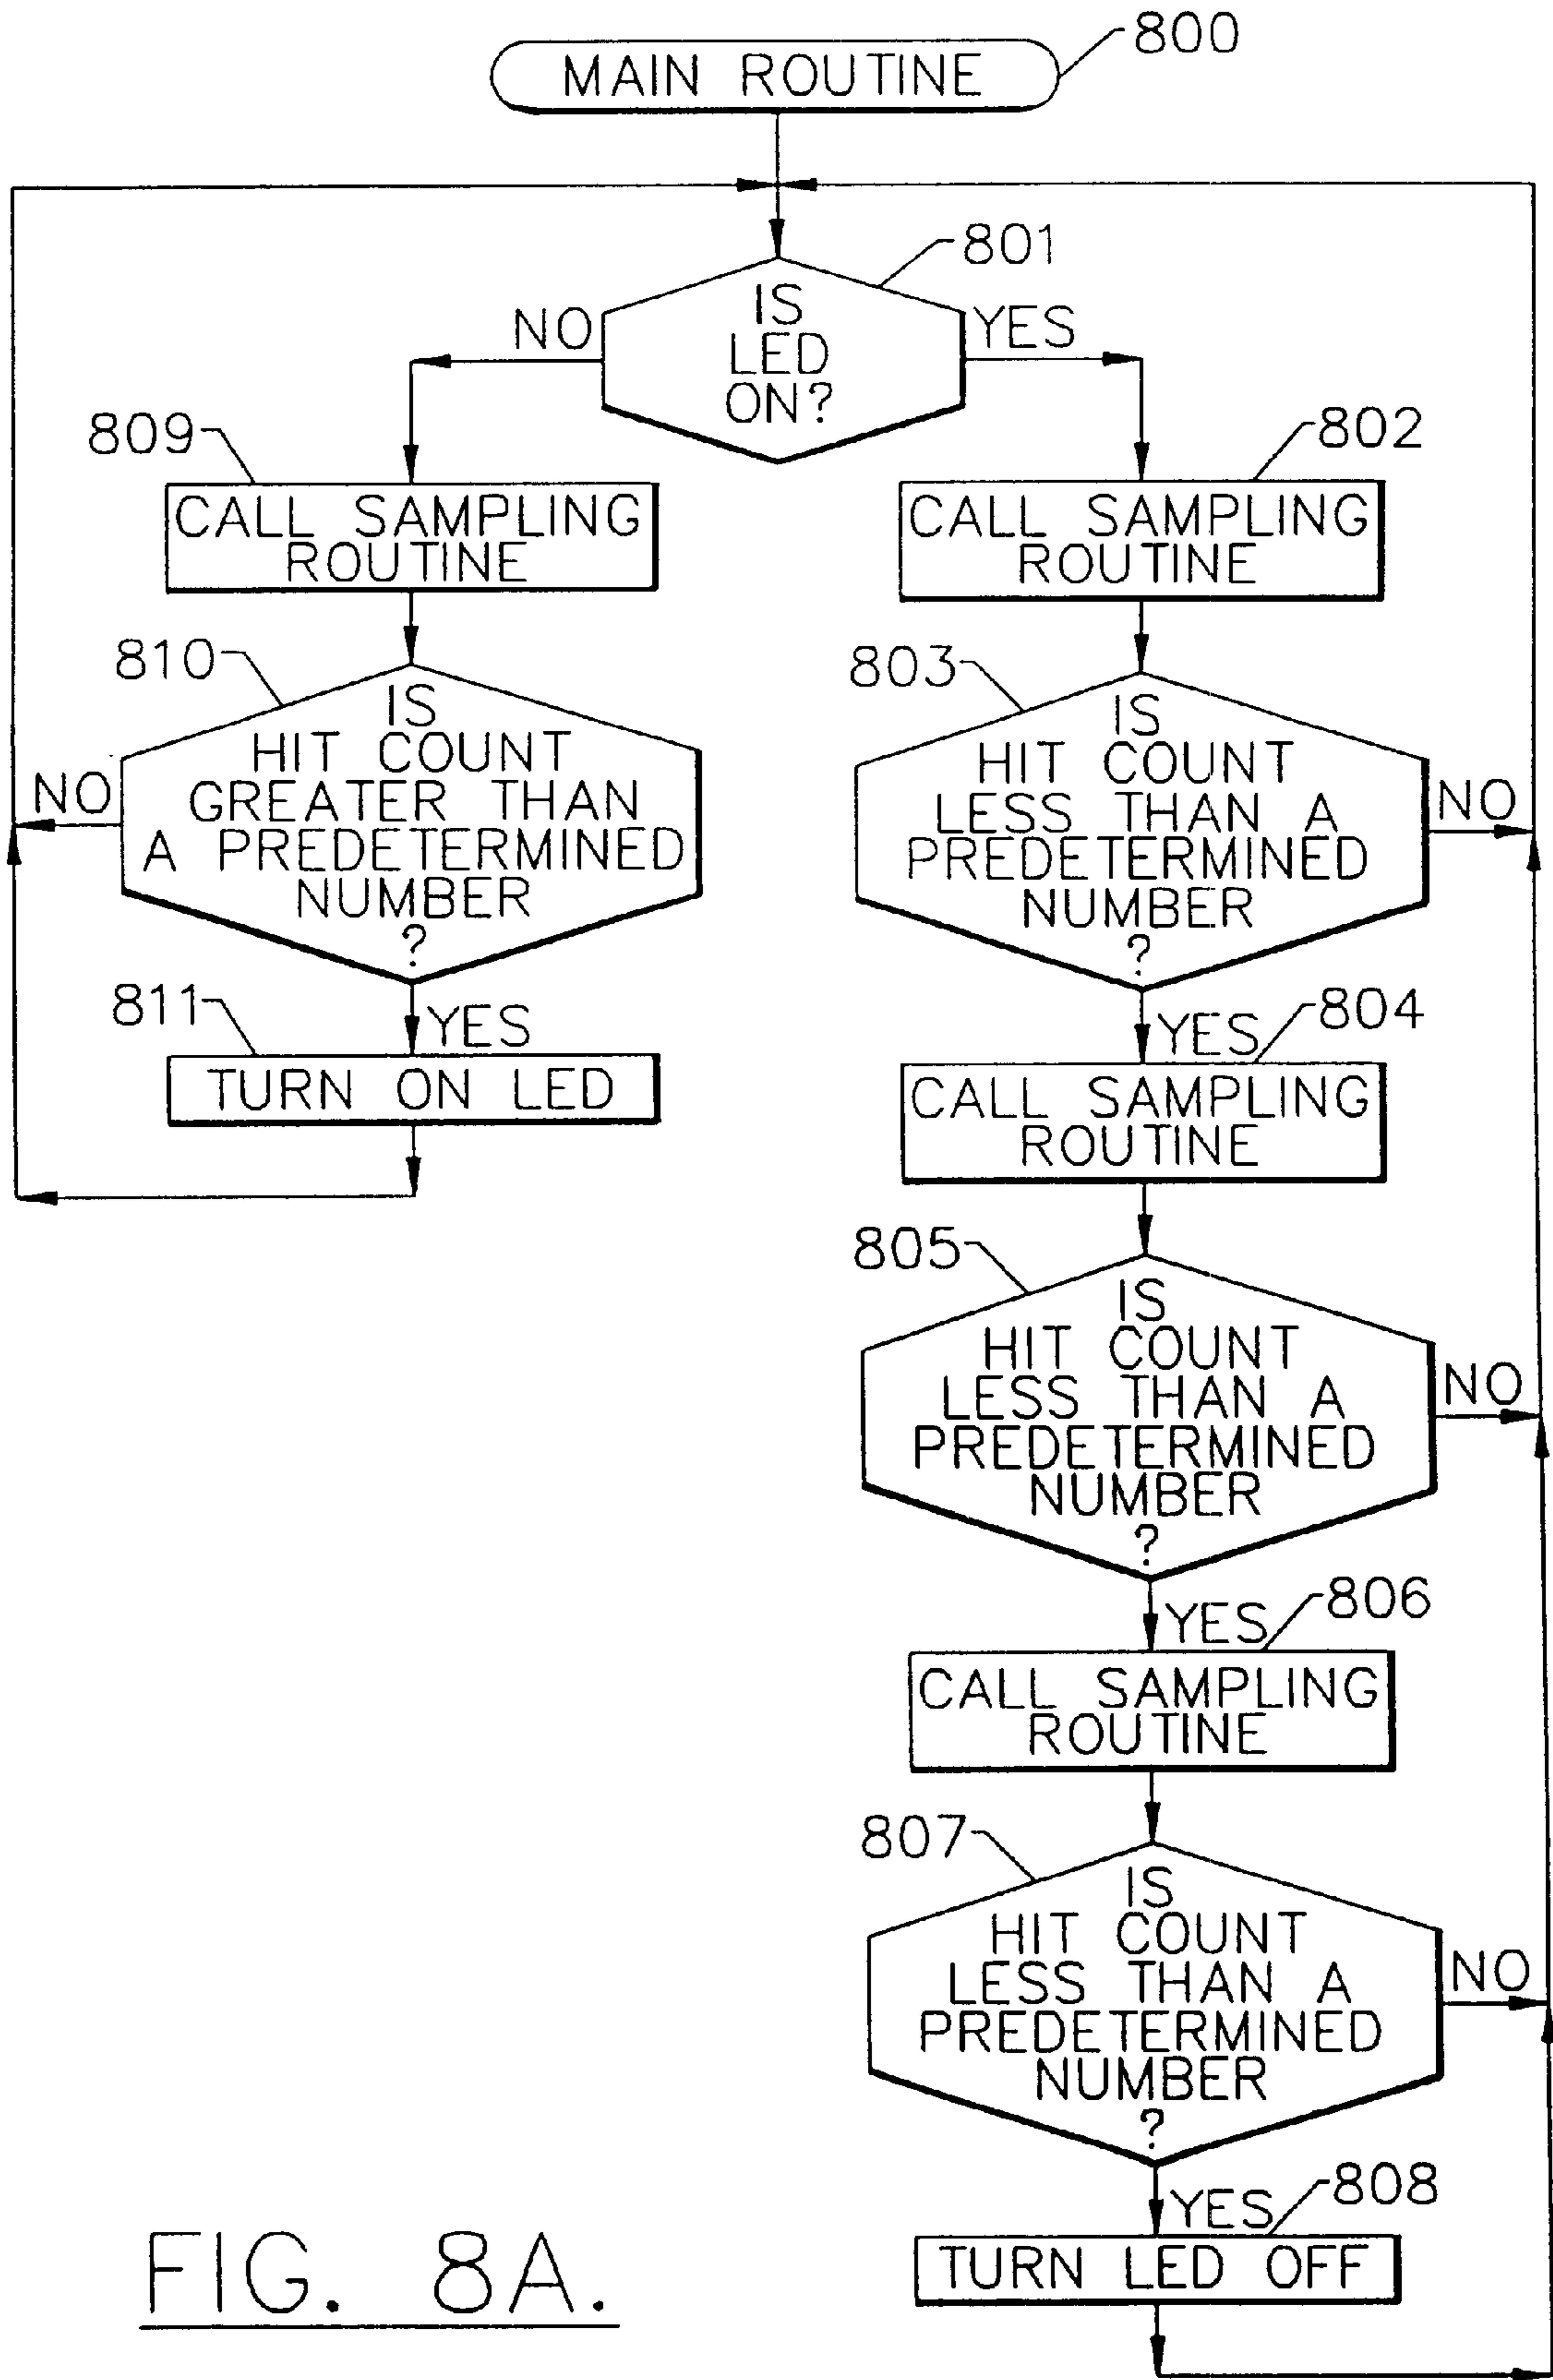 MAIN ROUTINE
800
801
IS
LED
ON?
NO
YES
809
CALL SAMPLING
ROUTINE
802
CALL SAMPLING
ROUTINE
810
IS
HIT COUNT
GREATER THAN
A PREDETERMINED
NUMBER
?
NO
YES
811
TURN ON LED
803
IS
HIT COUNT
LESS THAN A
PREDETERMINED
NUMBER
?
NO
YES
804
CALL SAMPLING
ROUTINE
805
IS
HIT COUNT
LESS THAN A
PREDETERMINED
NUMBER
?
NO
YES
806
CALL SAMPLING
ROUTINE
807
IS
HIT COUNT
LESS THAN A
PREDETERMINED
NUMBER
?
NO
YES
808
TURN LED OFF
FIG. 8A.